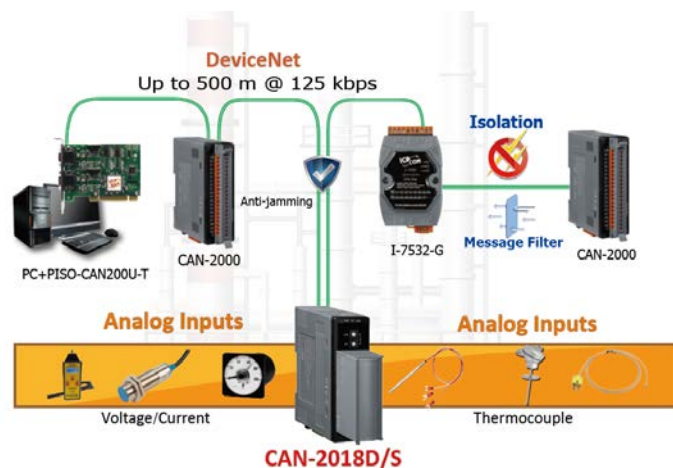 DeviceNet
Up to 500 m @ 125 kbps
Isolation
Anti-jamming
Message Filter
PC+PISO-CAN200U-T
CAN-2000
I-7532-G
CAN-2000
Analog Inputs
Analog Inputs
Voltage/Current
Thermocouple
CAN-2018D/S